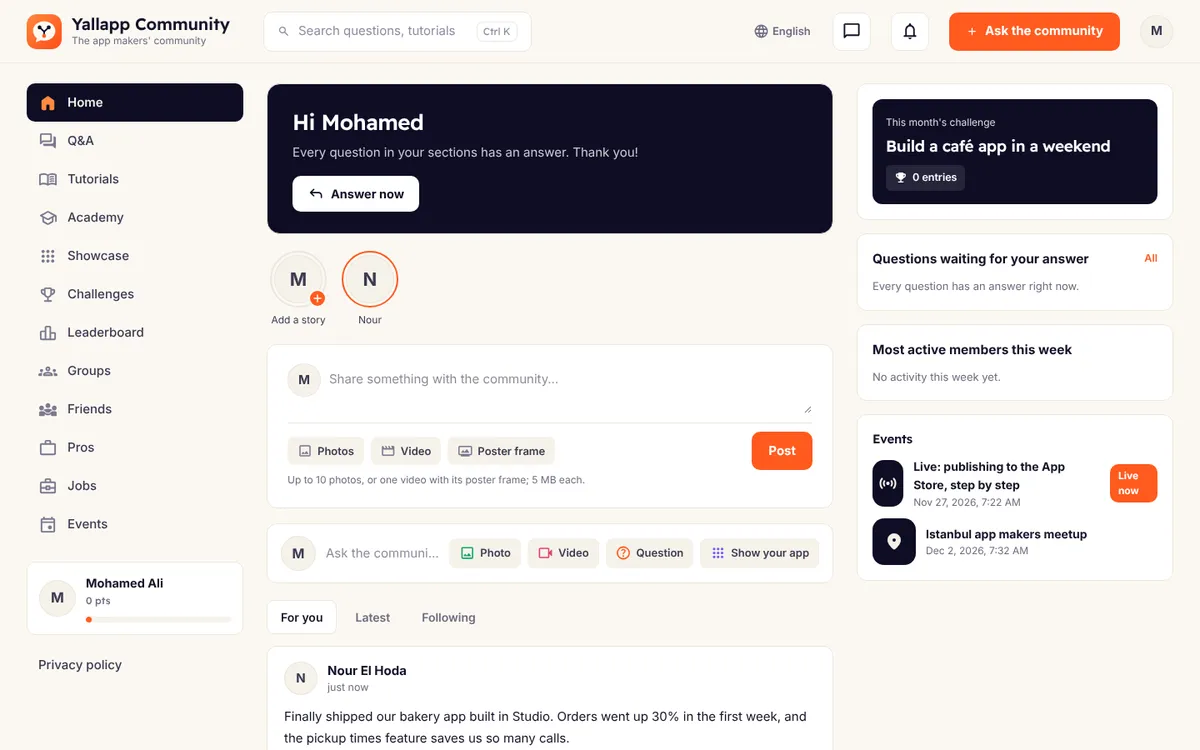 Yallapp Community
The app makers' community
Search questions, tutorials
Ctrl K
English
+ Ask the community
M
Home
Q&A
Tutorials
Academy
Showcase
Challenges
Leaderboard
Groups
Friends
Pros
Jobs
Events
M
Mohamed Ali
0 pts
Privacy policy
Hi Mohamed
Every question in your sections has an answer. Thank you!
Answer now
M
Add a story
N
Nour
M
Share something with the community...
Photos
Video
Poster frame
Post
Up to 10 photos, or one video with its poster frame; 5 MB each.
M
Ask the communi...
Photo
Video
Question
Show your app
For you
Latest
Following
N
Nour El Hoda
just now
Finally shipped our bakery app built in Studio. Orders went up 30% in the first week, and
the pickup times feature saves us so many calls.
This month's challenge
Build a café app in a weekend
0 entries
Questions waiting for your answer
All
Every question has an answer right now.
Most active members this week
No activity this week yet.
Events
Live: publishing to the App
Store, step by step
Nov 27, 2026, 7:22 AM
Live
now
Istanbul app makers meetup
Dec 2, 2026, 7:32 AM